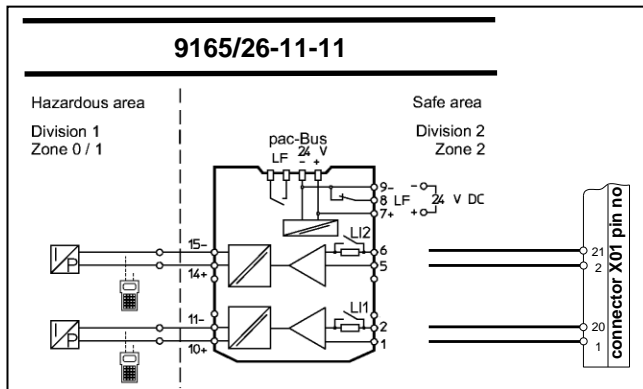 9165/26-11-11
Hazardous area
Safe area
Division 1
Zone 0 / 1
Division 2
Zone 2
pac-Bus
LF 24 V
- +
9-
8 LF
7+
- 
24 V DC
+
LI2
15-
14+
6
5
I
P
LI1
11-
10+
2
1
I
P
21
2
20
1
connector X01 pin no